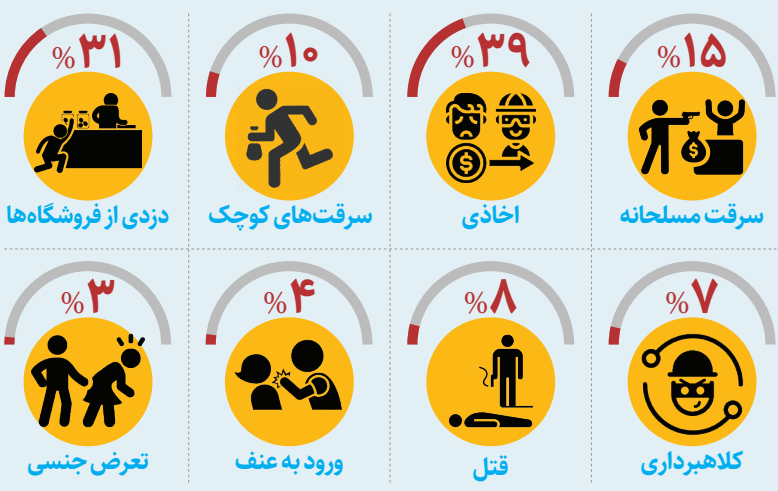 %۱۵
سرقت مسلحانه
%۳۹
اخاذی
%۱۰
سرقت‌های کوچک
%۳۱
دزدی از فروشگاه‌ها
%۷
کلاهبرداری
%۸
قتل
%۴
ورود به عنف
%۳
تعرض جنسی